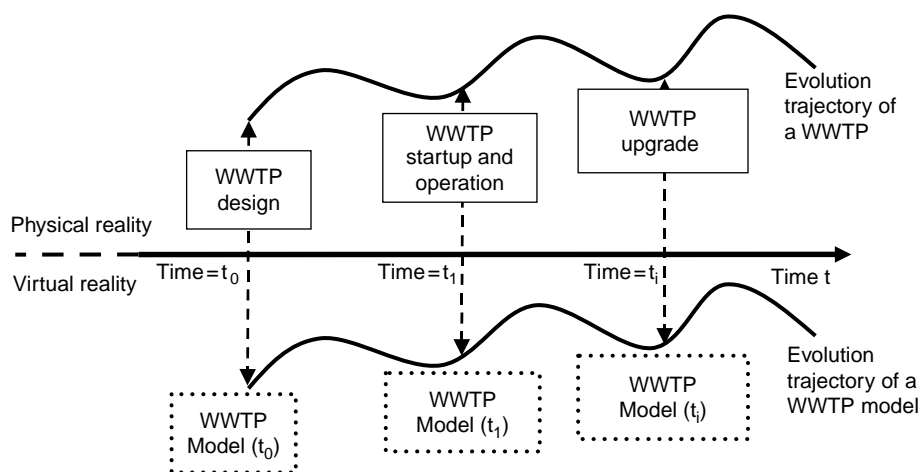 Evolution
trajectory of
a WWTP
WWTP
design
WWTP
startup and
operation
WWTP
upgrade
Physical reality
Virtual reality
Time=t0
Time=t1
Time=ti
Time t
WWTP
Model (t0)
WWTP
Model (t1)
WWTP
Model (ti)
Evolution
trajectory of a
WWTP model